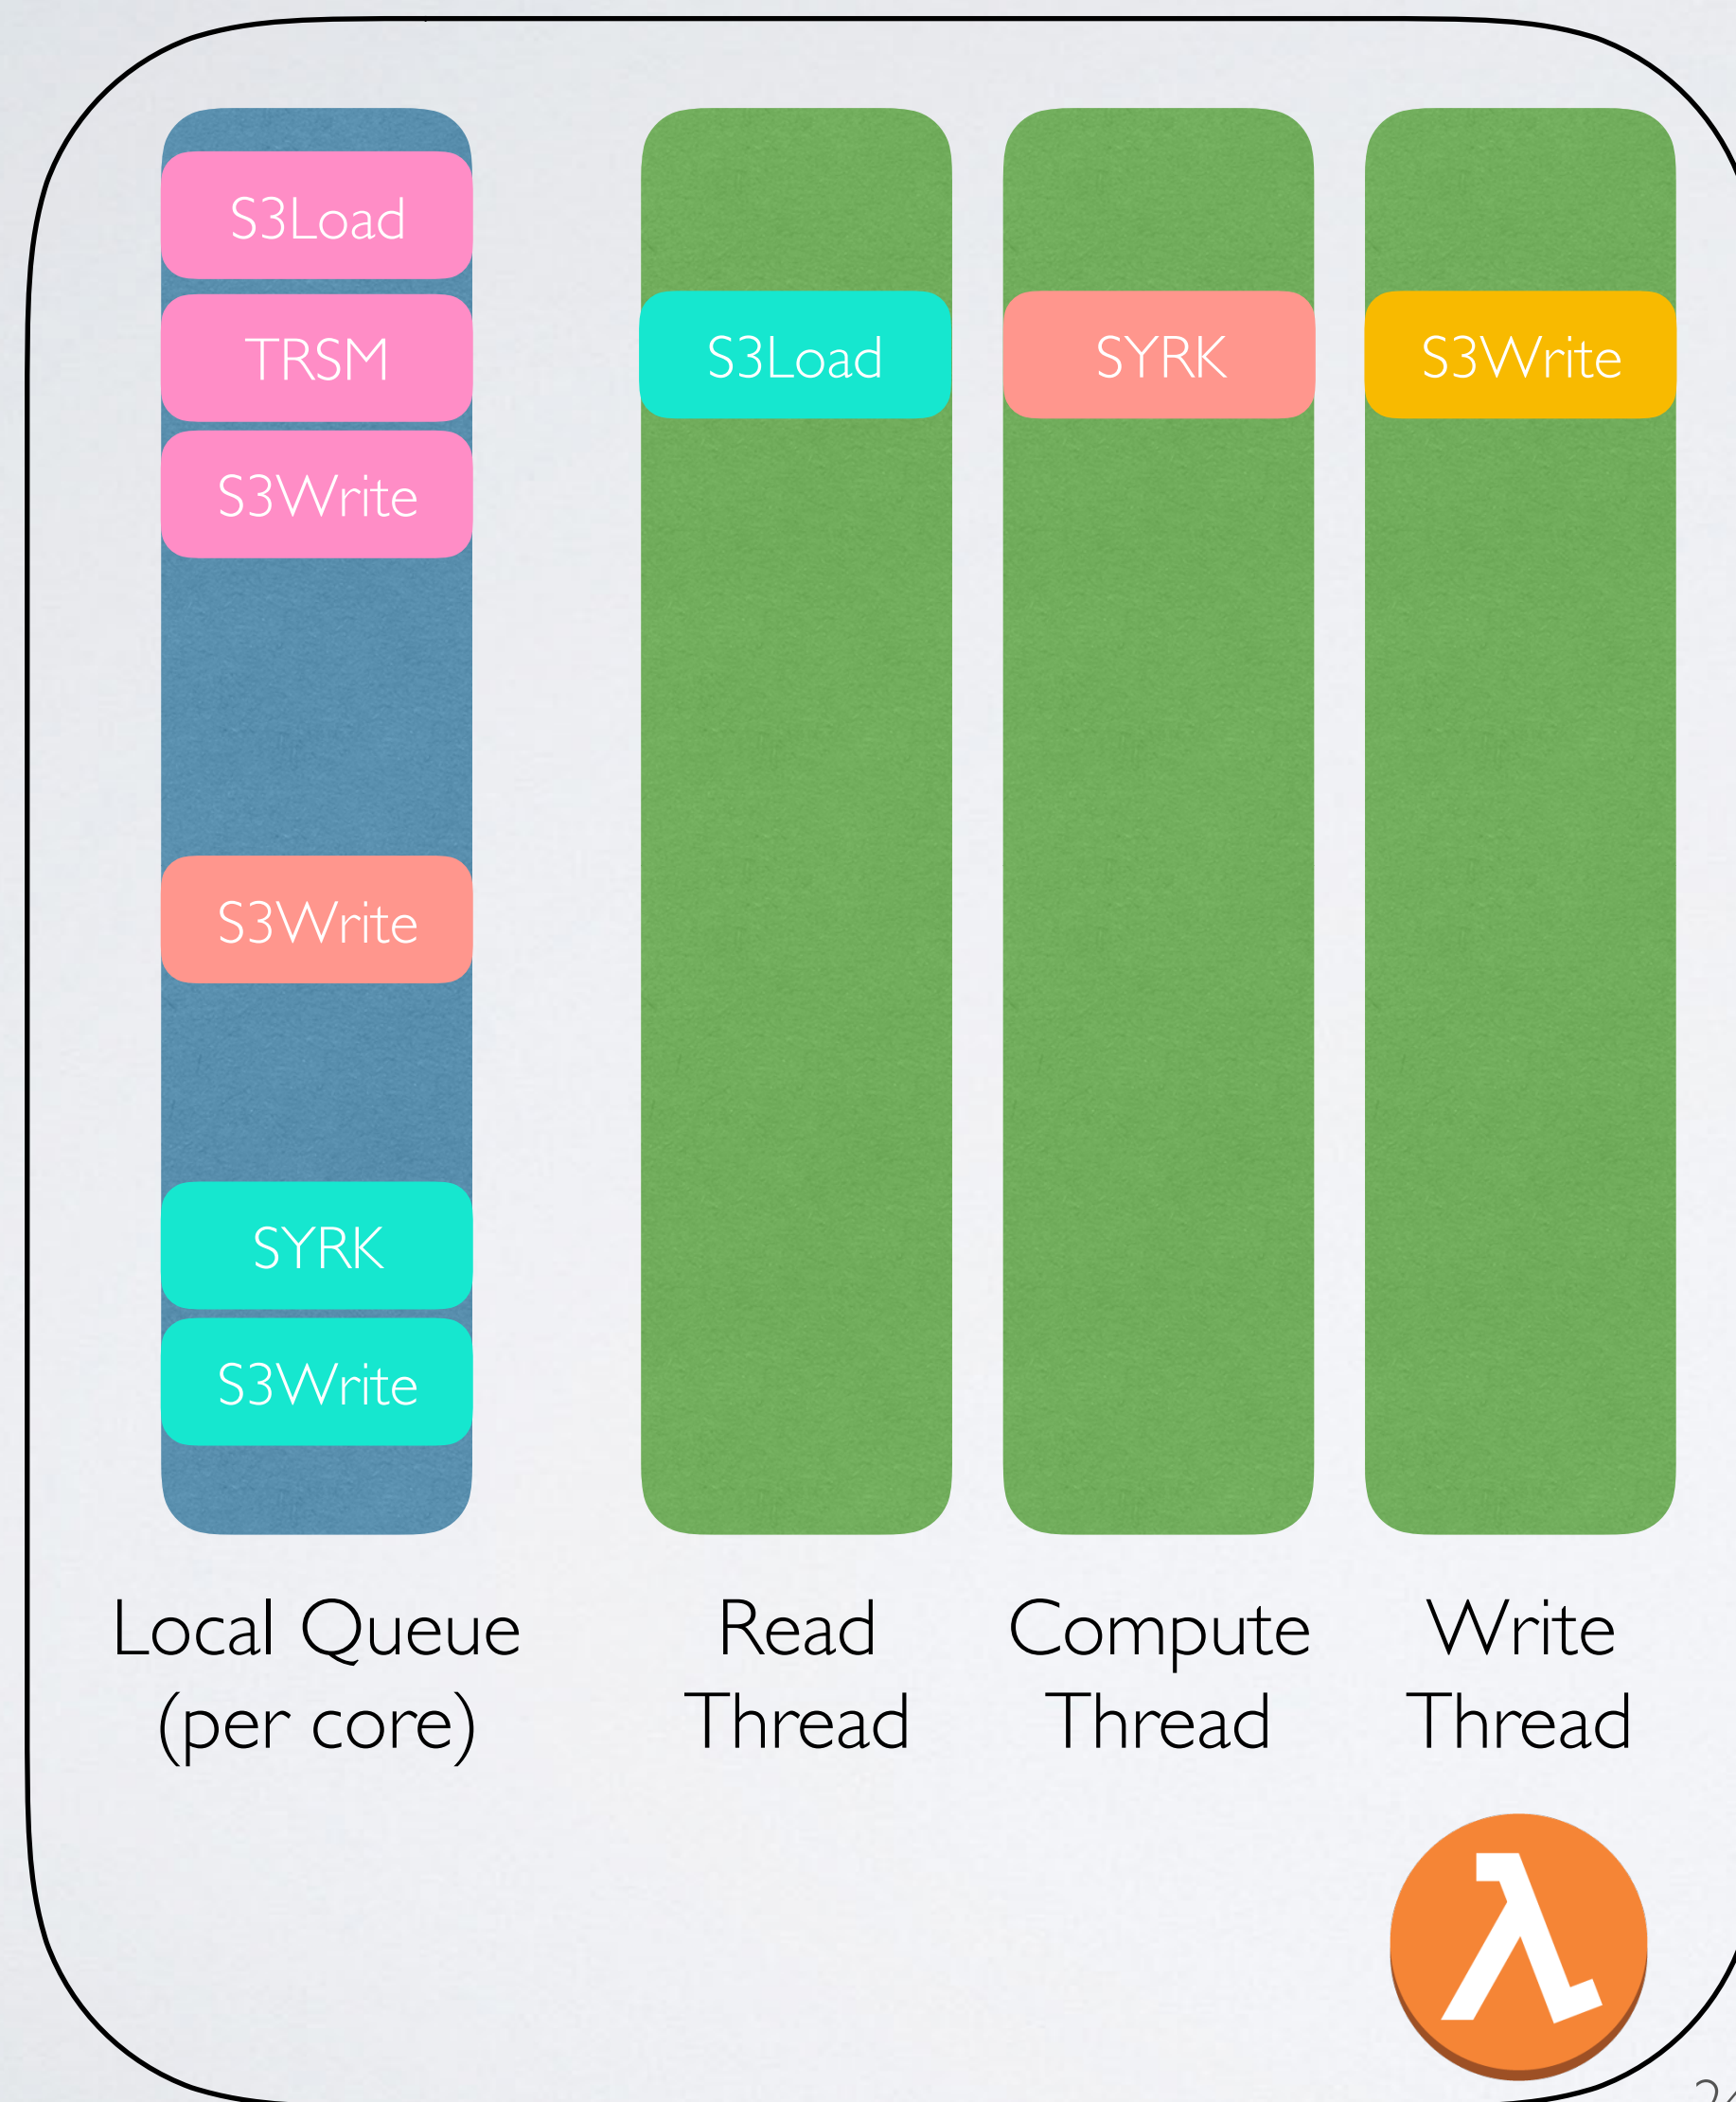 S3Load
TRSM
S3Write
S3Write
SYRK
S3Write
S3Load
SYRK
S3Write
Local Queue
(per core)
Read
Thread
Compute
Thread
Write
Thread
λ